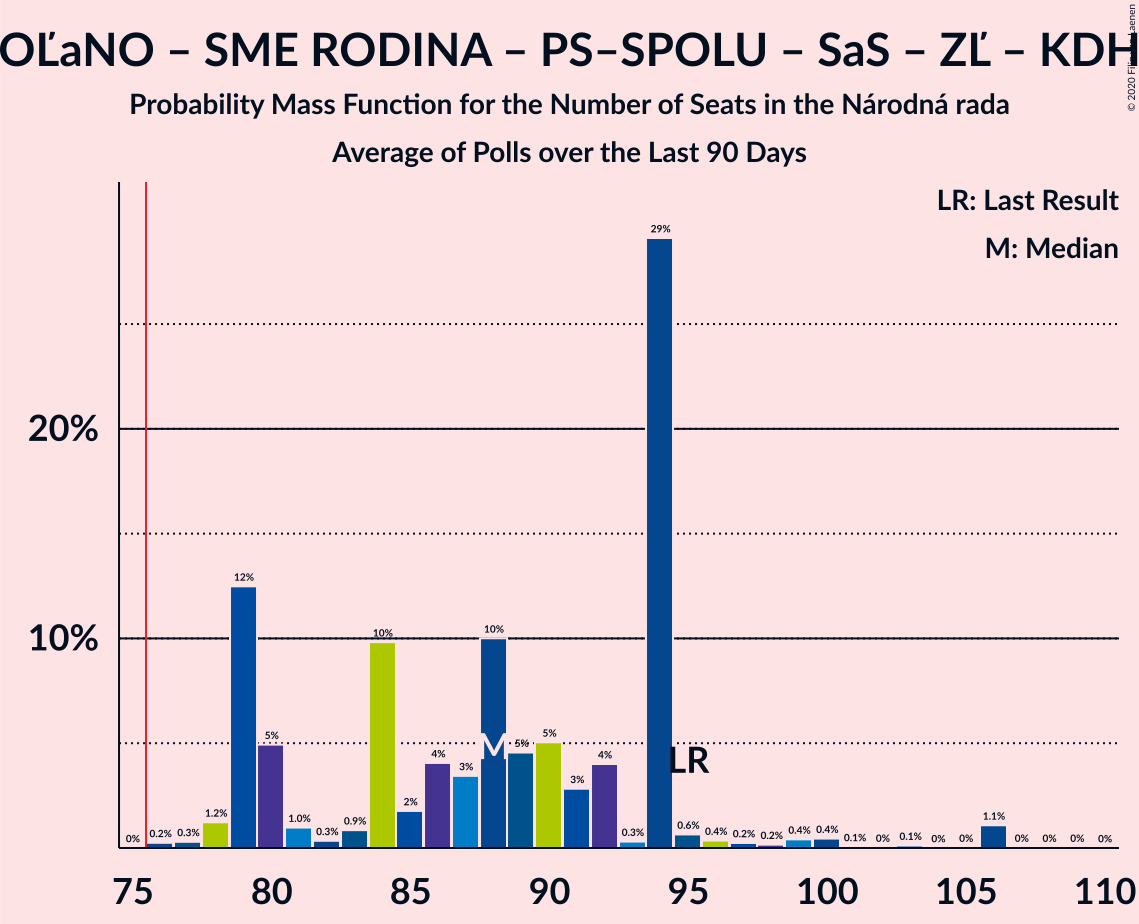 OĽaNO – SME RODINA – PS–SPOLU – SaS – ZĽ – KDH
© 2020 Filip van Laenen
Probability Mass Function for the Number of Seats in the Národná rada
Average of Polls over the Last 90 Days
LR: Last Result
M: Median
29%
20%
12%
10%
10%
10%
5%
4%
3%
5%
5%
3%
4%
2%
1.2%
1.0%
0.3%
0.9%
0% 0.2% 0.3%
0.3%
0.6% 0.4% 0.2% 0.2% 0.4% 0.4% 0.1% 0% 0.1% 0% 0% 1.1% 0% 0% 0% 0%
M
LR
75 80 85 90 95 100 105 110